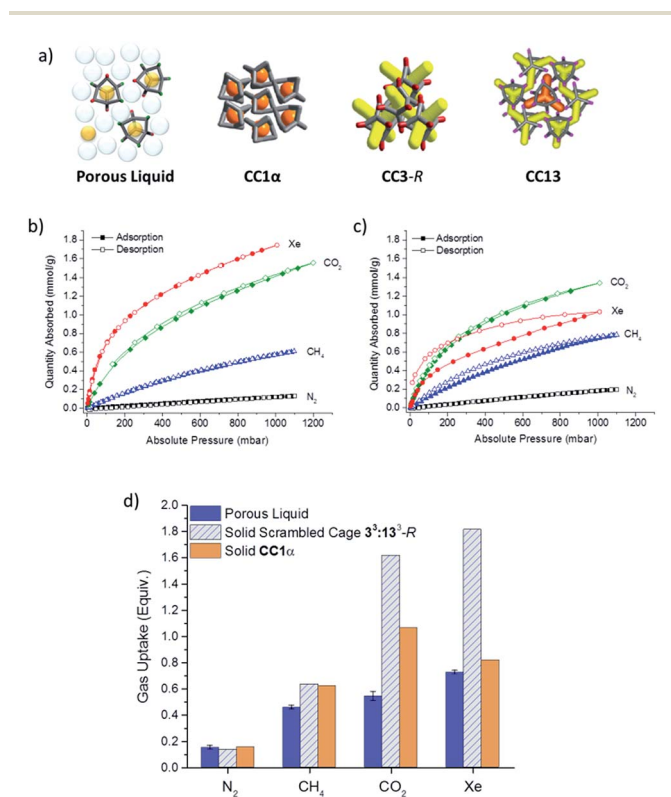 a)
Porous Liquid CC1α CC3-R CC13
b)
Adsorption
Desorption
Xe
CO2
CH4
N2
Quantity Absorbed (mmol/g)
1.8
1.6
1.4
1.2
1.0
0.8
0.6
0.4
0.2
0.0
0 200 400 600 800 1000 1200
Absolute Pressure (mbar)
c)
Adsorption
Desorption
CO2
Xe
CH4
N2
Quantity Absorbed (mmol/g)
1.8
1.6
1.4
1.2
1.0
0.8
0.6
0.4
0.2
0.0
0 200 400 600 800 1000 1200
Absolute Pressure (mbar)
d)
Porous Liquid
Solid Scrambled Cage 3³:13³-R
Solid CC1α
Gas Uptake (Equiv.)
2.0
1.8
1.6
1.4
1.2
1.0
0.8
0.6
0.4
0.2
0.0
N2 CH4 CO2 Xe